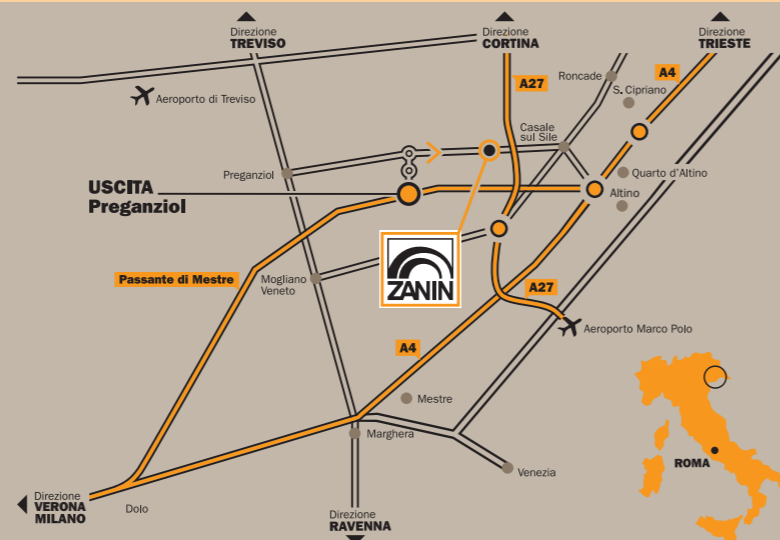 Direzione
TREVISO
Direzione
CORTINA
Direzione
TRIESTE
A27
Roncade
A4
S. Cipriano
Aeroporto di Treviso
Casale
sul Sile
Preganziol
Quarto d'Altino
USCITA
Preganziol
Altino
ZANIN
Passante di Mestre
Mogliano
Veneto
A27
Aeroporto Marco Polo
A4
Mestre
Marghera
Venezia
ROMA
Direzione
VERONA
MILANO
Dolo
Direzione
RAVENNA